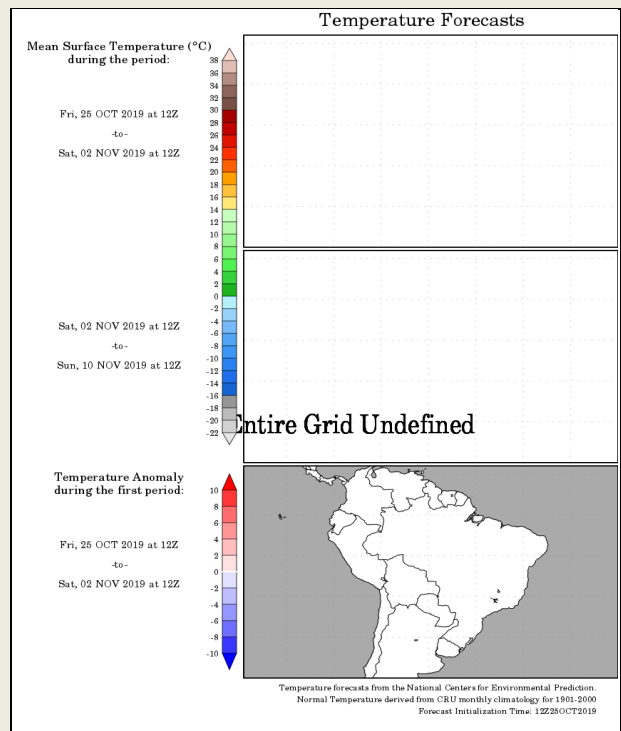 Temperature Forecasts
Mean Surface Temperature (°C)
during the period:
38
36
34
32
30
28
26
24
22
20
18
16
14
12
10
8
6
4
2
0
-2
-4
-6
-8
-10
-12
-14
-16
-18
-20
-22
Fri, 25 OCT 2019 at 12Z
-to-
Sat, 02 NOV 2019 at 12Z
Sat, 02 NOV 2019 at 12Z
-to-
Sun, 10 NOV 2019 at 12Z
Entire Grid Undefined
Temperature Anomaly
during the first period:
10
8
6
4
2
0
-2
-4
-6
-8
-10
Fri, 25 OCT 2019 at 12Z
-to-
Sat, 02 NOV 2019 at 12Z
Temperature forecasts from the National Centers for Environmental Prediction.
Normal Temperature derived from CRU monthly climatology for 1901-2000
Forecast Initialization Time: 12Z25OCT2019